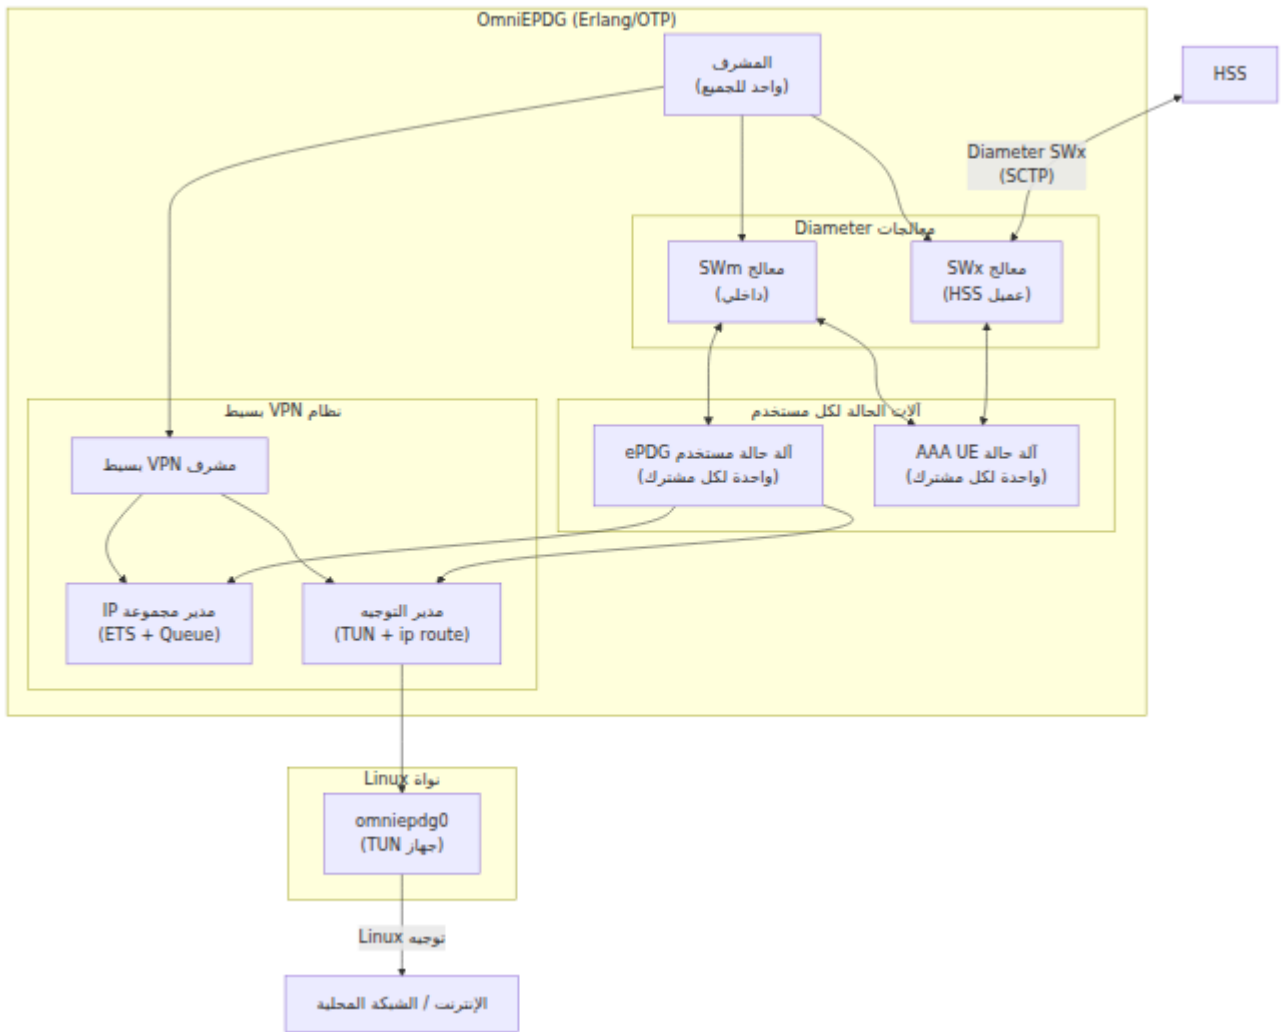 OmniEPDG (Erlang/OTP)
المشرف
(واحد للجميع)
HSS
Diameter SWx
(SCTP)
معالجات Diameter
معالج SWm
(داخلي)
معالج SWx
(عميل HSS)
نظام VPN بسيط
آلات الحالة لكل مستخدم
مشرف VPN بسيط
آلة حالة مستخدم ePDG
(واحدة لكل مشترك)
آلة حالة AAA UE
(واحدة لكل مشترك)
مدير مجموعة IP
(ETS + Queue)
مدير التوجيه
(TUN + ip route)
نواة Linux
omniepdg0
(جهاز TUN)
توجيه Linux
الإنترنت / الشبكة المحلية